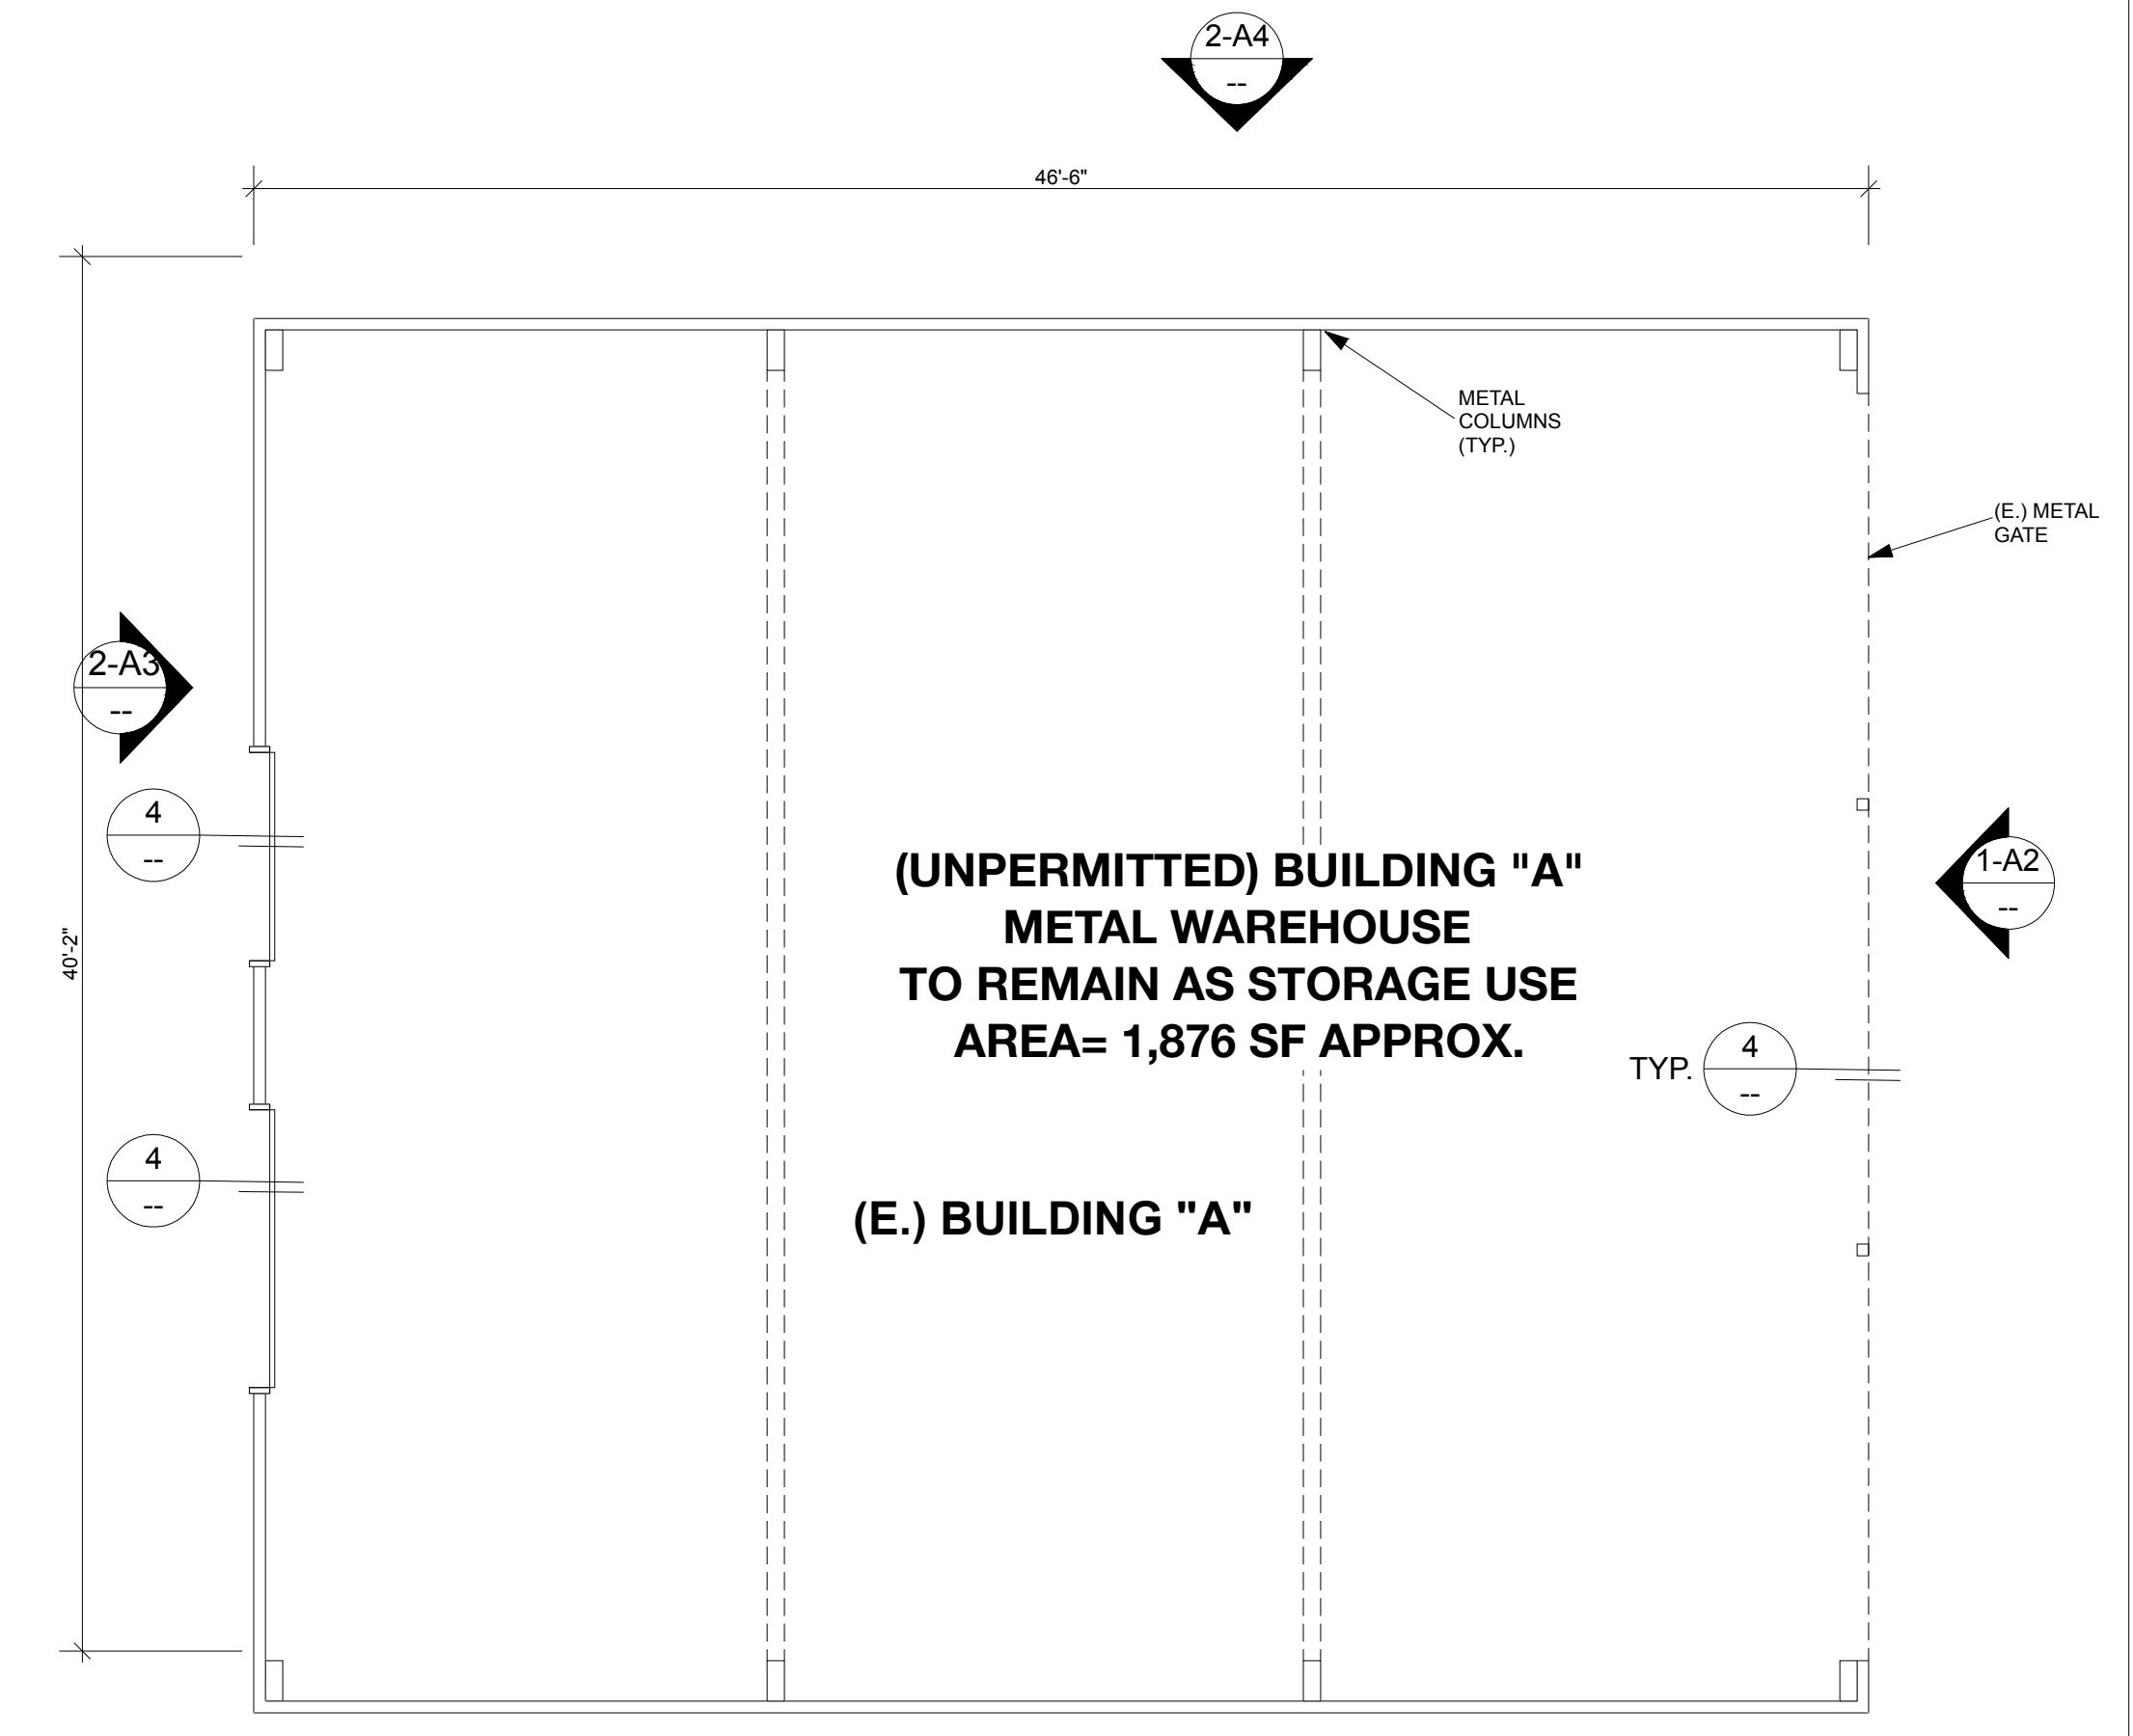 2-A4
--
46'-6"
METAL
COLUMNS
(TYP.)
(E.) METAL
GATE
2-A3
--
4
--
40'-2"
(UNPERMITTED) BUILDING "A"
METAL WAREHOUSE
TO REMAIN AS STORAGE USE
AREA= 1,876 SF APPROX.
1-A2
--
TYP.
4
--
4
--
(E.) BUILDING "A"